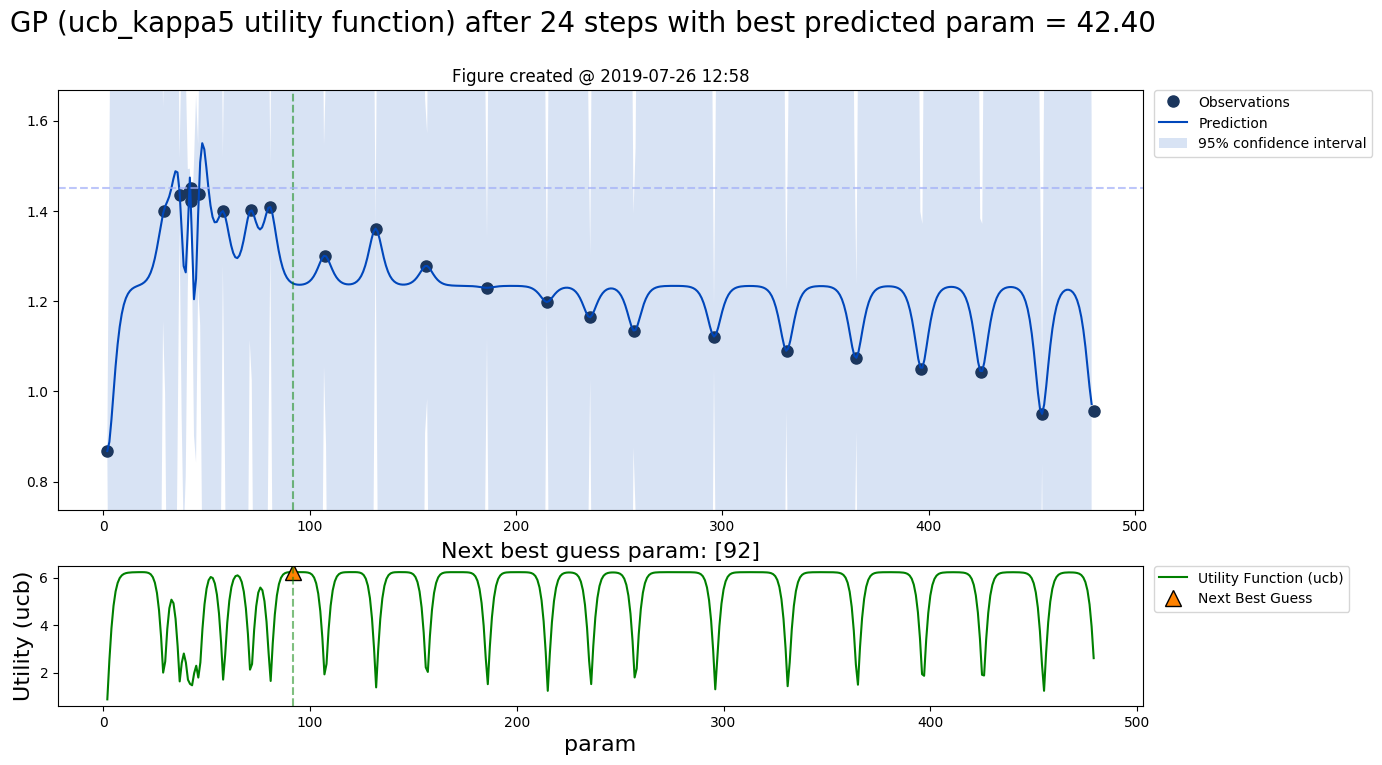 GP (ucb_kappa5 utility function) after 24 steps with best predicted param = 42.40
Figure created @ 2019-07-26 12:58
1.6
1.4
1.2
1.0
0.8
0 100 200 300 400 500
Observations
Prediction
95% confidence interval
Next best guess param: [92]
Utility (ucb)
6
4
2
0 100 200 300 400 500
param
Utility Function (ucb)
Next Best Guess